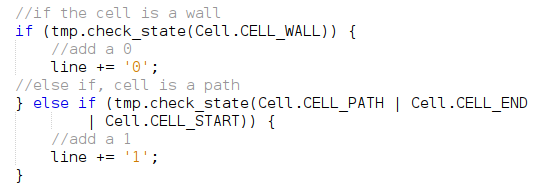 //if the cell is a wall
if (tmp.check_state(Cell.CELL_WALL)) {
//add a 0
line += '0';
//else if, cell is a path
} else if (tmp.check_state(Cell.CELL_PATH | Cell.CELL_END
| Cell.CELL_START)) {
//add a 1
line += '1';
}